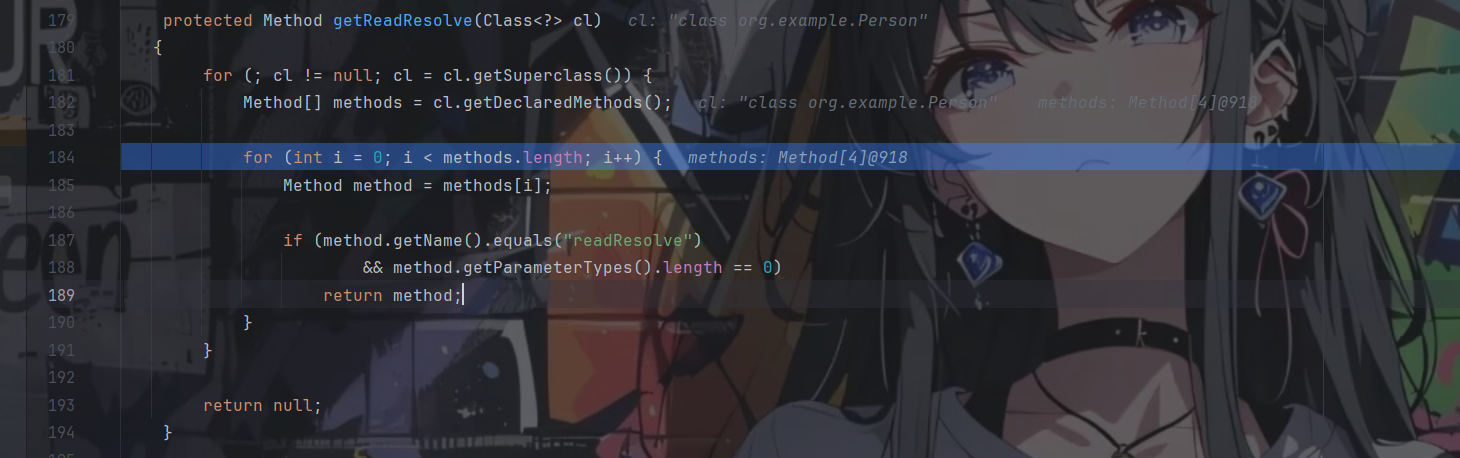 179 protected Method getReadResolve(Class<?> cl) cl: "class org.example.Person"
180 {
181 for (; cl != null; cl = cl.getSuperclass()) {
182 Method[] methods = cl.getDeclaredMethods(); cl: "class org.example.Person" methods: Method[4]@918
183
184 for (int i = 0; i < methods.length; i++) { methods: Method[4]@918
185 Method method = methods[i];
186
187 if (method.getName().equals("readResolve")
188 && method.getParameterTypes().length == 0)
189 return method;
190 }
191 }
192
193 return null;
194 }